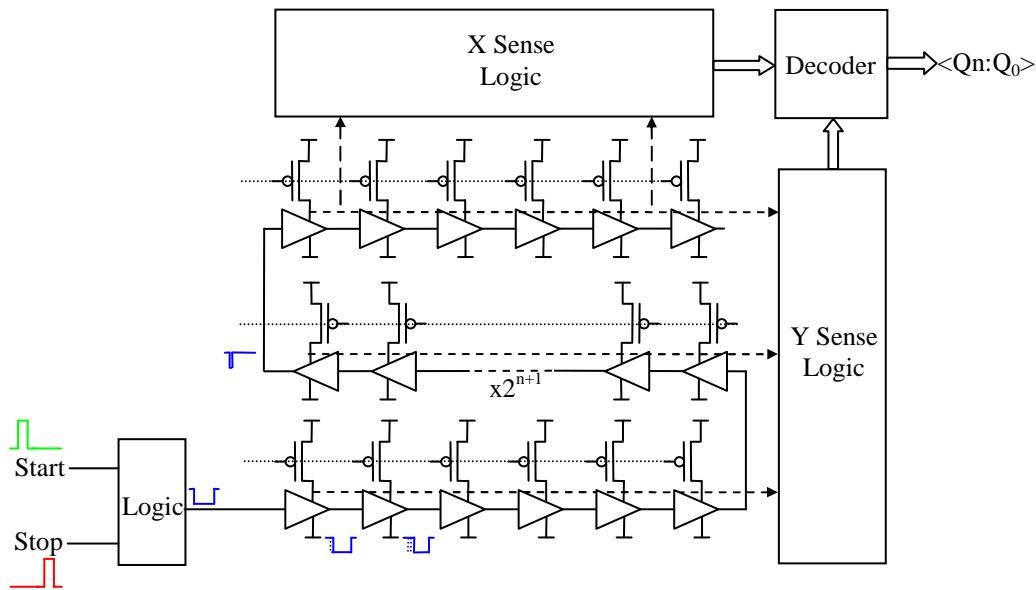 X Sense
Logic
Decoder
<Qn:Q₀>
Y Sense
Logic
x2ⁿ⁺¹
Start
Logic
Stop